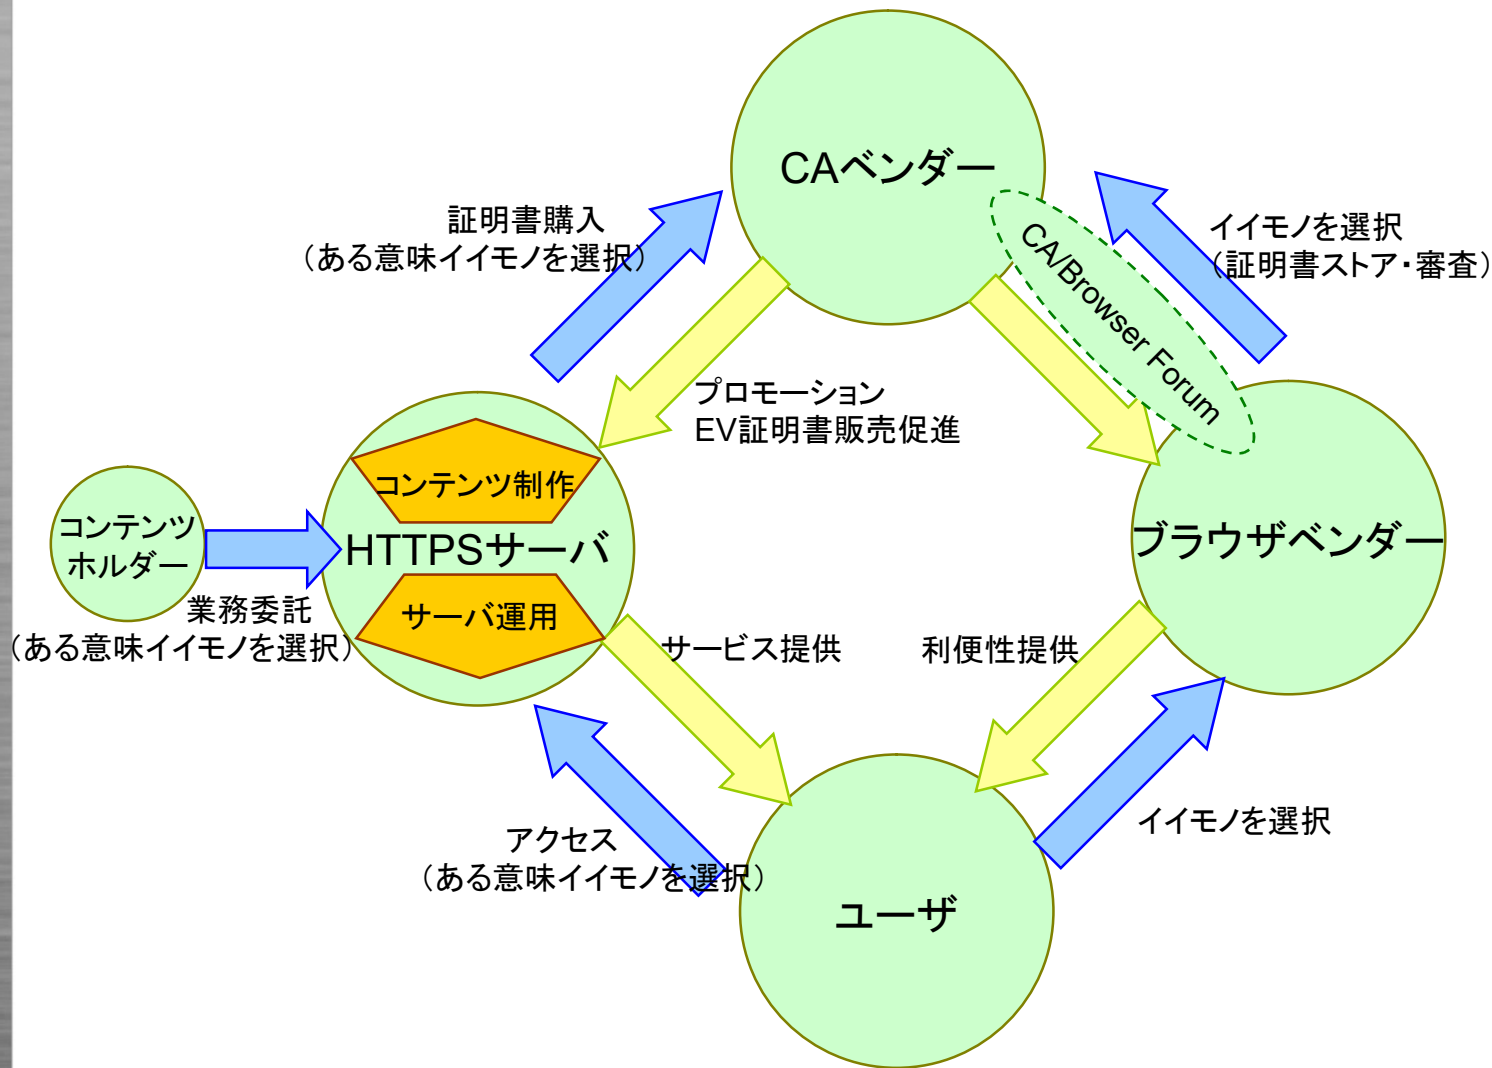 CAベンダー
証明書購入
（ある意味イイモノを選択）
イイモノを選択
（証明書ストア・審査）
CA/Browser Forum
プロモーション
EV証明書販売促進
コンテンツ制作
HTTPSサーバ
サーバ運用
コンテンツ
ホルダー
業務委託
（ある意味イイモノを選択）
ブラウザベンダー
サービス提供
利便性提供
アクセス
（ある意味イイモノを選択）
イイモノを選択
ユーザ